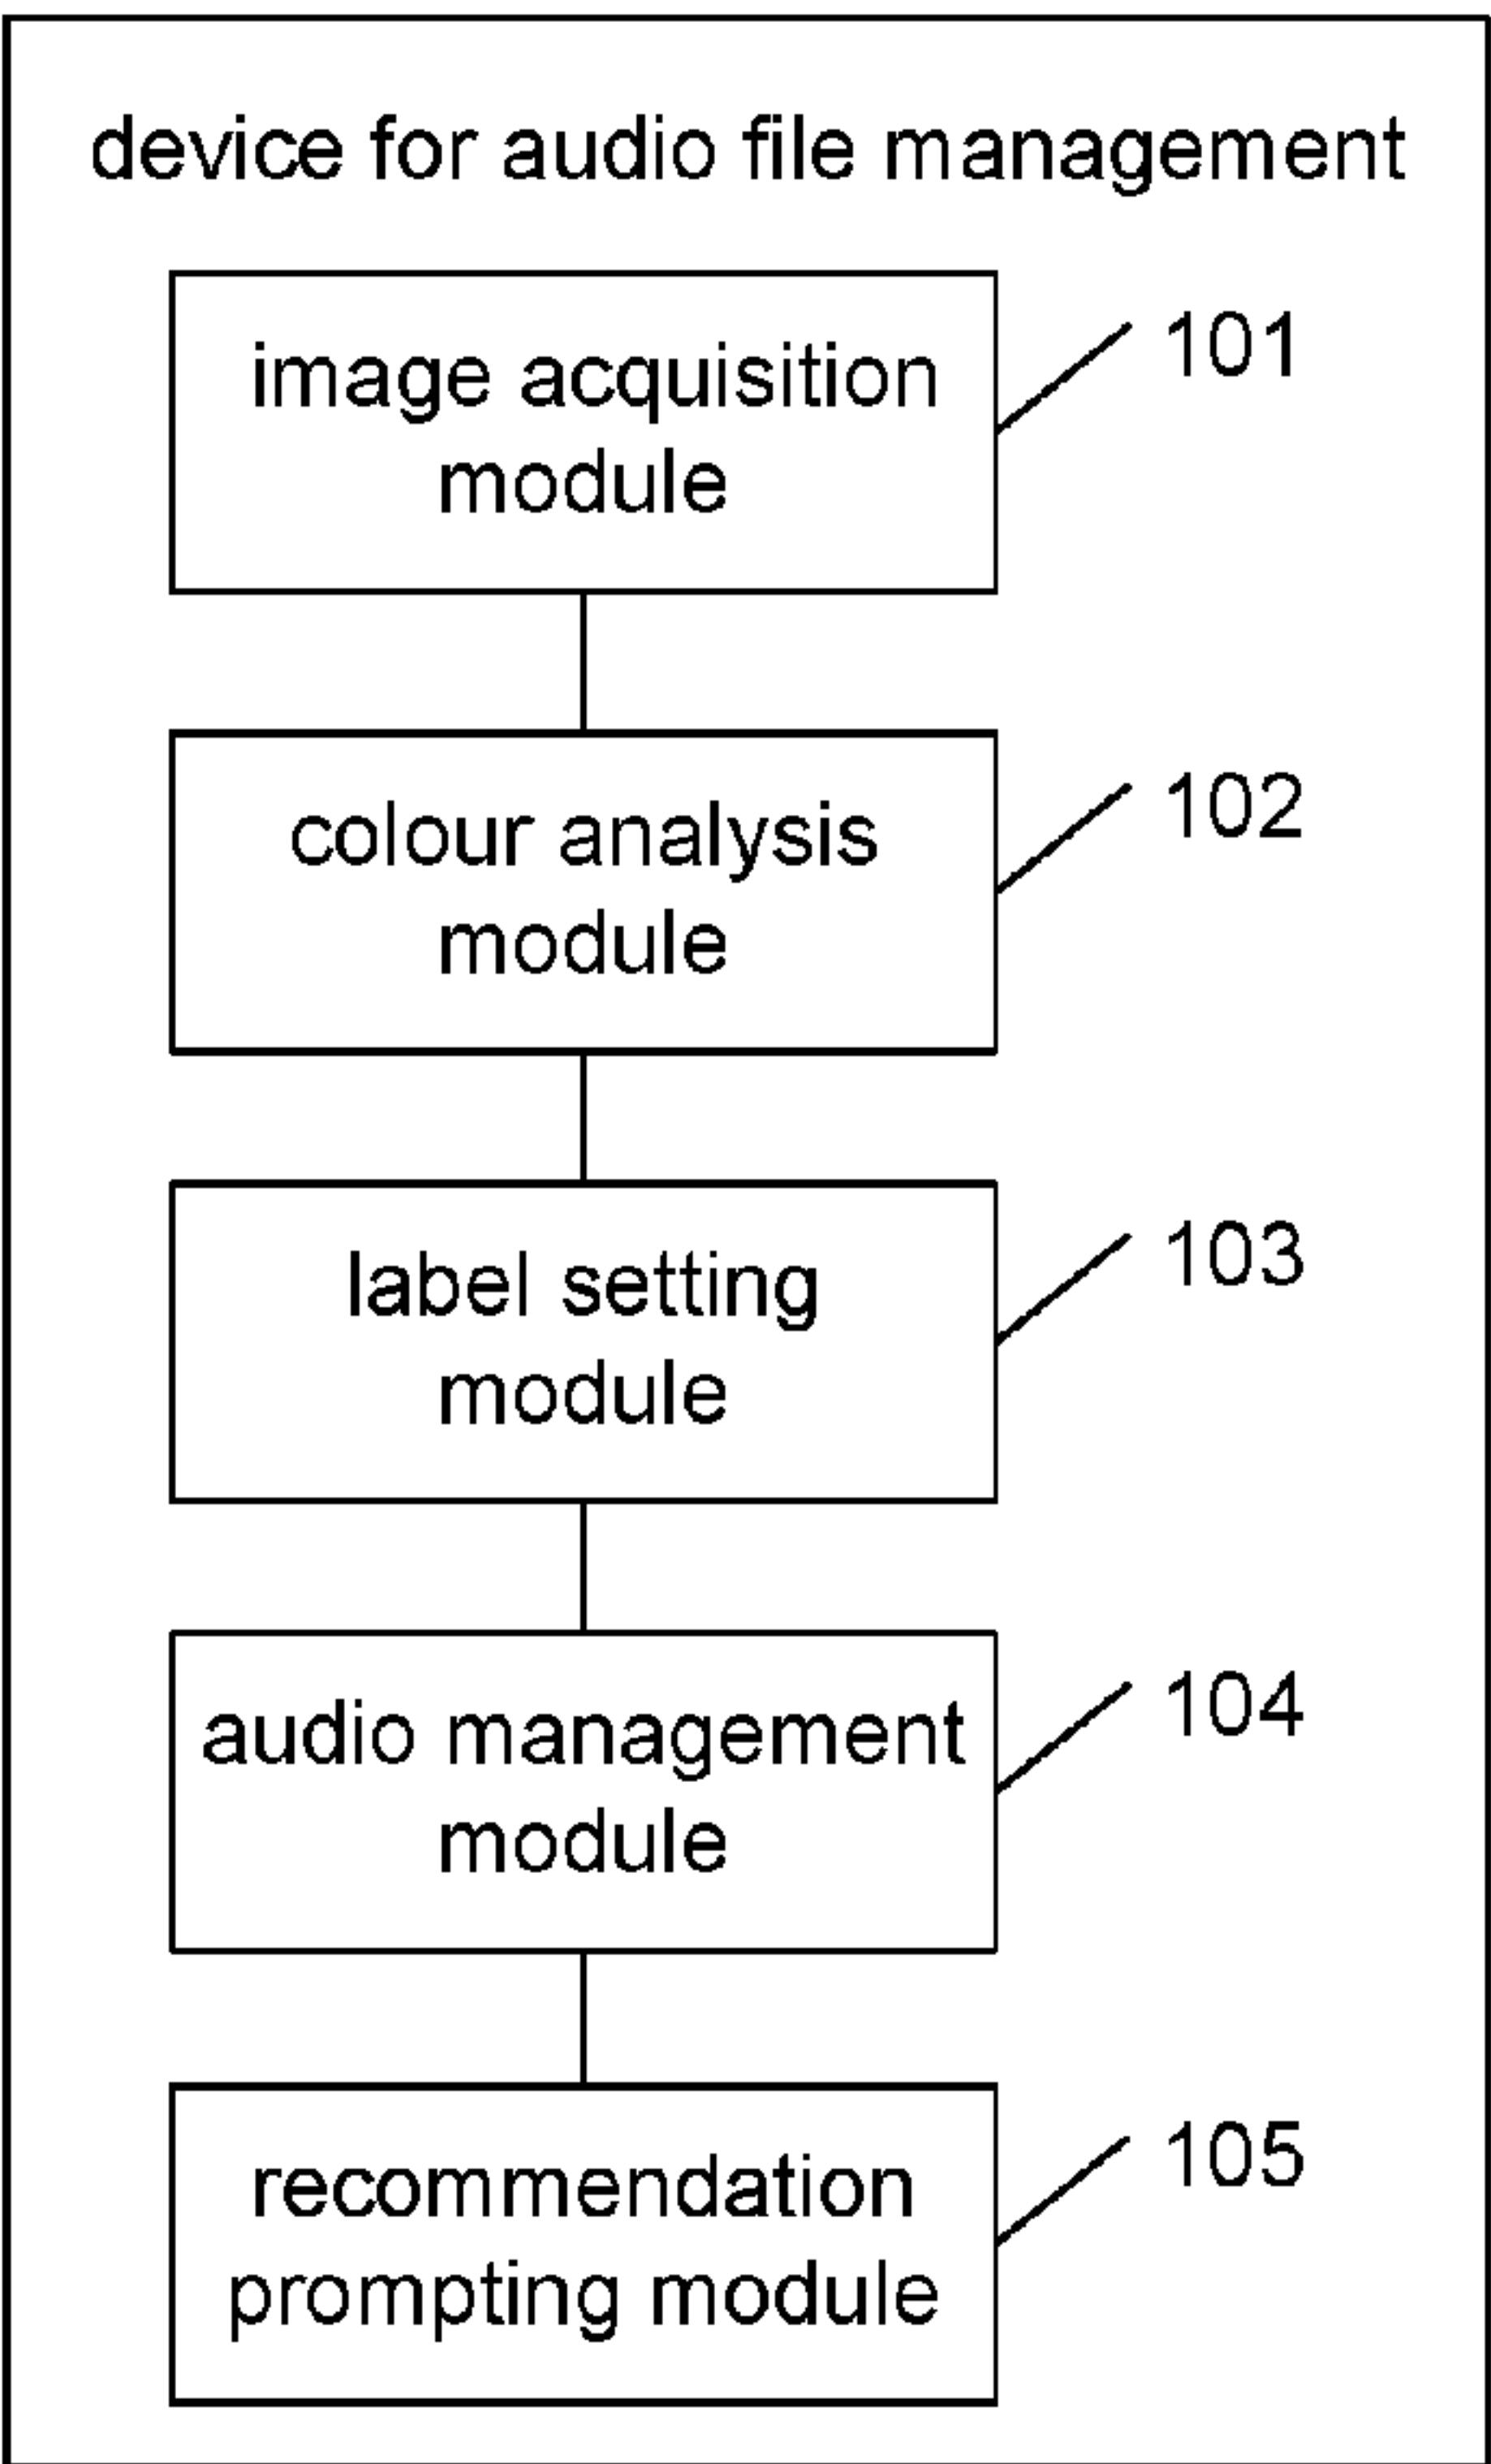 device for audio file management
image acquisition
module
101
colour analysis
module
102
label setting
module
103
audio management
module
104
recommendation
prompting module
105